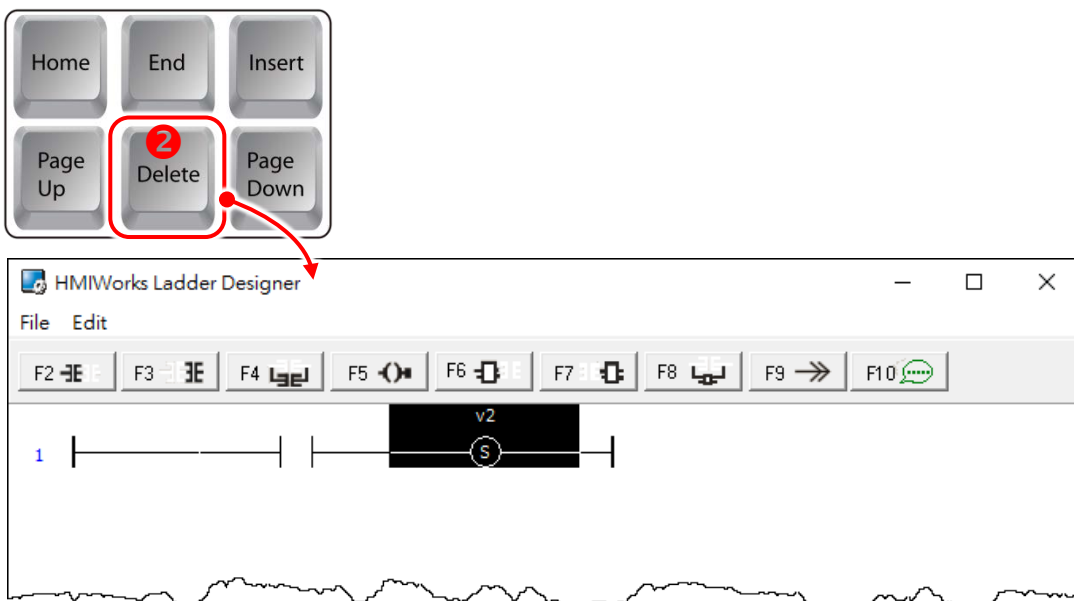 Home End Insert
2
Page Up Delete Page Down
HMIWorks Ladder Designer
File Edit
F2 F3 F4 F5 F6 F7 F8 F9 F10
v2
1 S